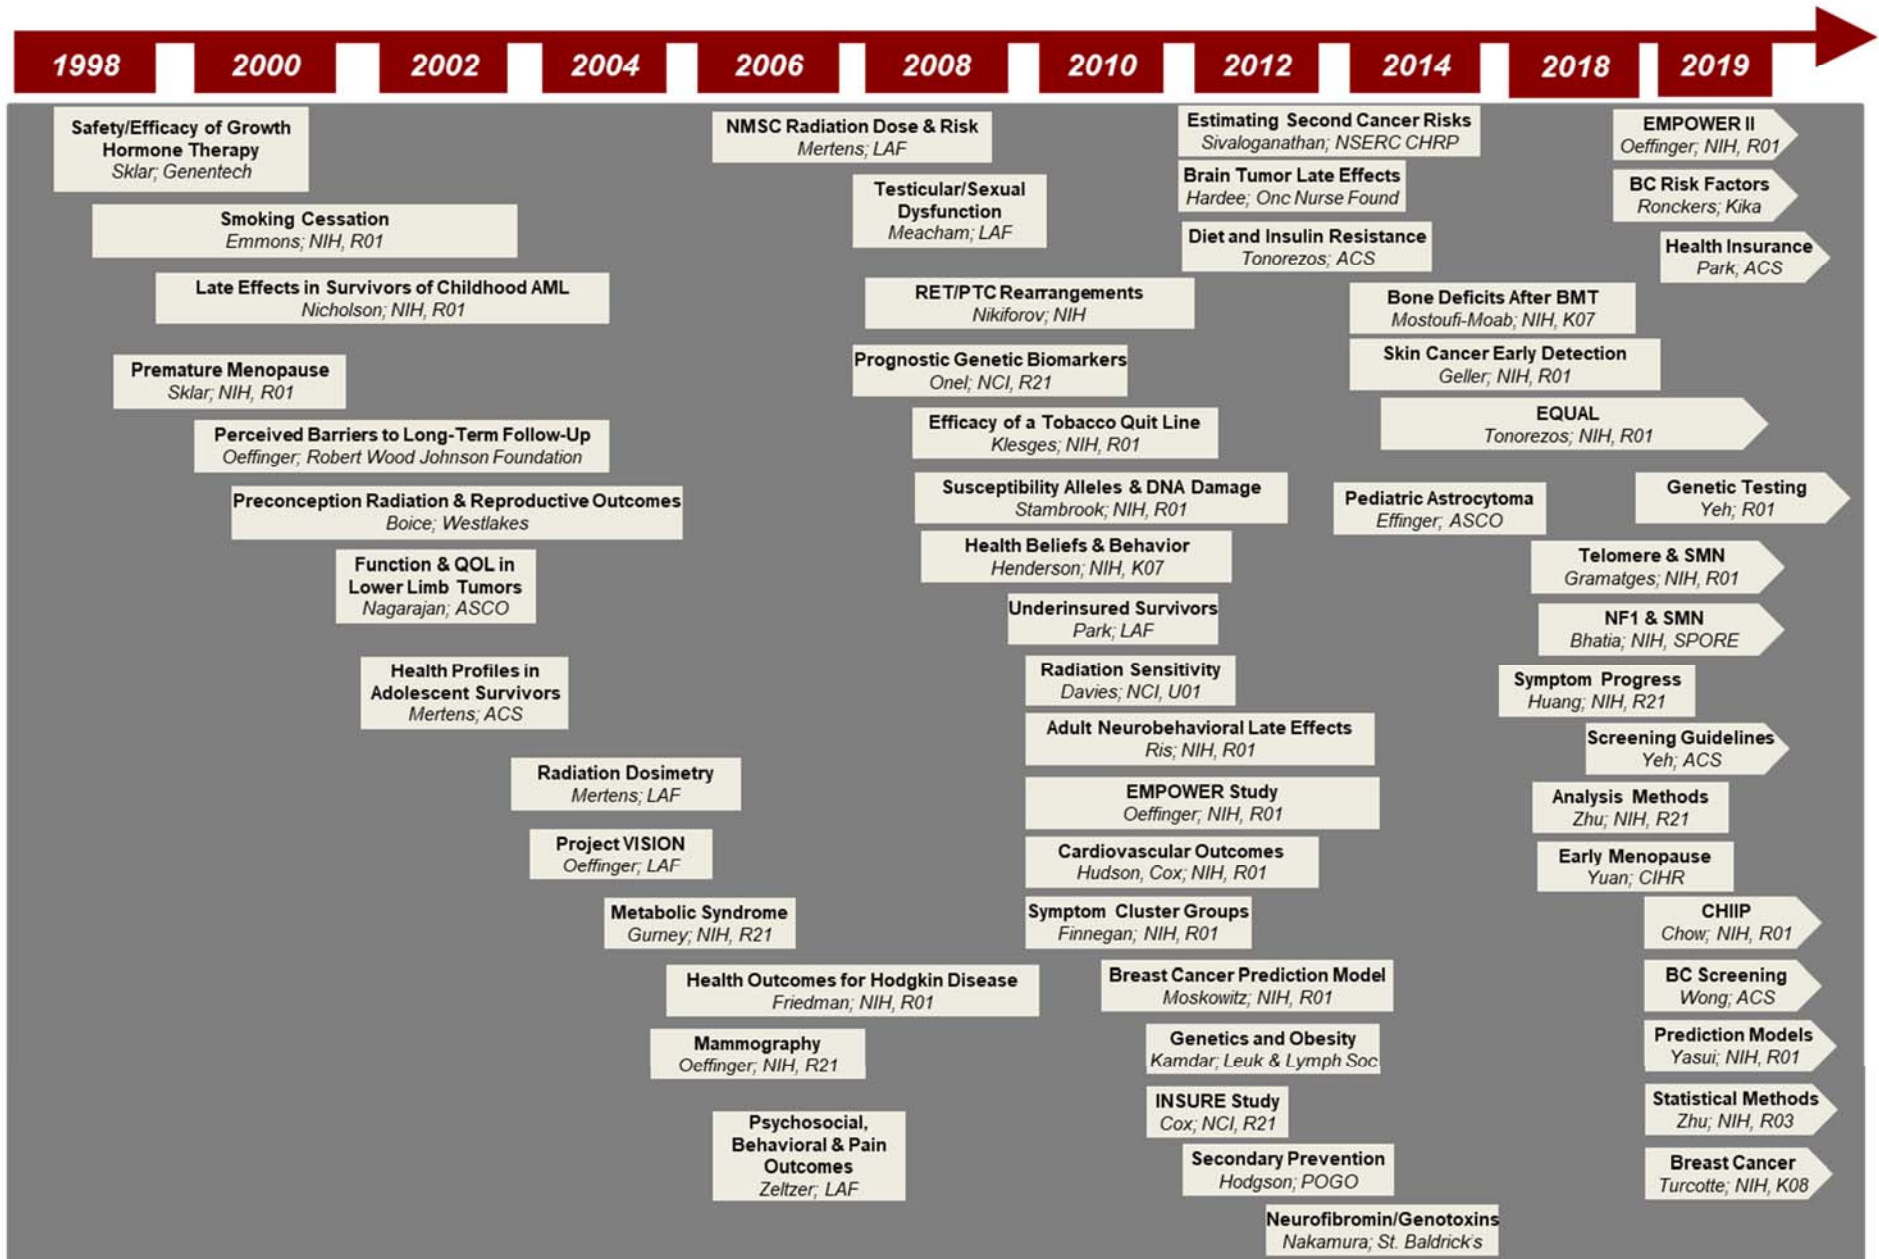 1998
2000
2002
2004
2006
2008
2010
2012
2014
2018
2019
Safety/Efficacy of Growth
Hormone Therapy
Sklar; Genentech
Smoking Cessation
Emmons; NIH, R01
Late Effects in Survivors of Childhood AML
Nicholson; NIH, R01
Premature Menopause
Sklar; NIH, R01
Perceived Barriers to Long-Term Follow-Up
Oeffinger; Robert Wood Johnson Foundation
Preconception Radiation & Reproductive Outcomes
Boice; Westlakes
Function & QOL in
Lower Limb Tumors
Nagarajan; ASCO
Health Profiles in
Adolescent Survivors
Mertens; ACS
Radiation Dosimetry
Mertens; LAF
Project VISION
Oeffinger; LAF
Metabolic Syndrome
Gurney; NIH, R21
Health Outcomes for Hodgkin Disease
Friedman; NIH, R01
Mammography
Oeffinger; NIH, R21
Psychosocial,
Behavioral & Pain
Outcomes
Zeltzer; LAF
NMSC Radiation Dose & Risk
Mertens; LAF
Testicular/Sexual
Dysfunction
Meacham; LAF
RET/PTC Rearrangements
Nikiforov; NIH
Prognostic Genetic Biomarkers
Onel; NCI, R21
Efficacy of a Tobacco Quit Line
Klesges; NIH, R01
Susceptibility Alleles & DNA Damage
Stambrook; NIH, R01
Health Beliefs & Behavior
Henderson; NIH, K07
Underinsured Survivors
Park; LAF
Radiation Sensitivity
Davies; NCI, U01
Adult Neurobehavioral Late Effects
Ris; NIH, R01
EMPOWER Study
Oeffinger; NIH, R01
Cardiovascular Outcomes
Hudson, Cox; NIH, R01
Symptom Cluster Groups
Finnegan; NIH, R01
Breast Cancer Prediction Model
Moskowitz; NIH, R01
Genetics and Obesity
Kamdar; Leuk & Lymph Soc
INSURE Study
Cox; NCI, R21
Secondary Prevention
Hodgson; POGO
Neurofibromin/Genotoxins
Nakamura; St. Baldrick's
Estimating Second Cancer Risks
Sivaloganathan; NSERC CHRP
Brain Tumor Late Effects
Hardee; Onc Nurse Found
Diet and Insulin Resistance
Tonorezos; ACS
Bone Deficits After BMT
Mostoufi-Moab; NIH, K07
Skin Cancer Early Detection
Geller; NIH, R01
EQUAL
Tonorezos; NIH, R01
Pediatric Astrocytoma
Effinger; ASCO
EMPOWER II
Oeffinger; NIH, R01
BC Risk Factors
Ronckers; Kika
Health Insurance
Park; ACS
Genetic Testing
Yeh; R01
Telomere & SMN
Gramatges; NIH, R01
NF1 & SMN
Bhatia; NIH, SPORE
Symptom Progress
Huang; NIH, R21
Screening Guidelines
Yeh; ACS
Analysis Methods
Zhu; NIH, R21
Early Menopause
Yuan; CIHR
CHIIP
Chow; NIH, R01
BC Screening
Wong; ACS
Prediction Models
Yasui; NIH, R01
Statistical Methods
Zhu; NIH, R03
Breast Cancer
Turcotte; NIH, K08